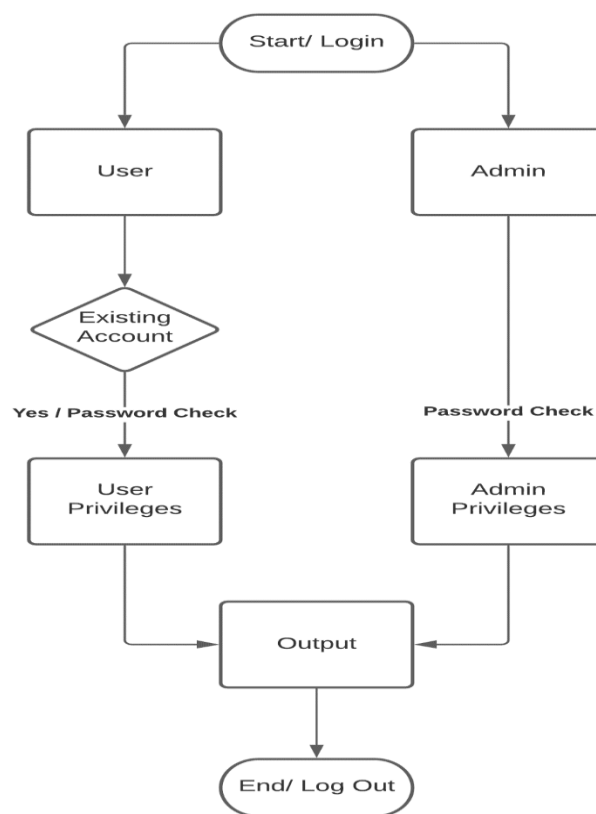 Start/ Login
User
Admin
Existing
Account
Yes / Password Check
Password Check
User
Privileges
Admin
Privileges
Output
End/ Log Out